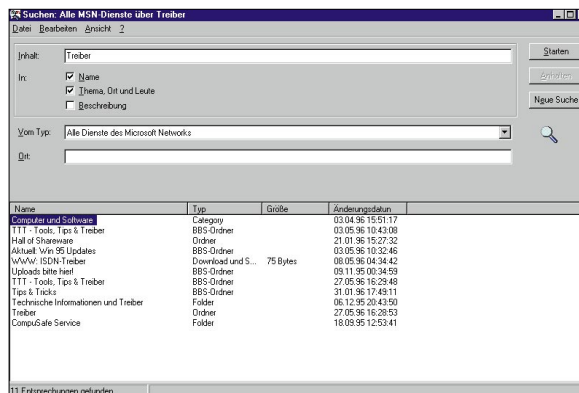 Suchen: Alle MSN-Dienste über Treiber
Datei Bearbeiten Ansicht ?
Inhalt: Treiber
Starten
In: Name
Anhalten
Thema, Ort und Leute
Beschreibung
Neue Suche
Vom Typ: Alle Dienste des Microsoft Networks
Ort:
Name Typ Größe Änderungsdatun
Computer und Software Category 03.04.96 15:51:17
TTT - Tools, Tips & Treiber BBS-Ordner 03.05.96 10:43:08
Hall of Shareware Ordner 21.01.96 15:27:32
Aktuell: Win 95 Updates BBS-Ordner 03.05.96 10:32:46
WWW: ISDN-Treiber Download und S... 75 Bytes 08.05.96 04:34:42
Uploads bitte hier! BBS-Ordner 09.11.95 00:34:59
TTT - Tools, Tips & Treiber BBS-Ordner 27.05.96 16:29:48
Tips & Tricks BBS-Ordner 31.01.96 17:49:11
Technische Informationen und Treiber Folder 06.12.95 20:43:50
Treiber Ordner 27.05.96 16:28:53
CompuSafe Service Folder 18.09.95 12:53:41
11 Entsprechungen gefunden